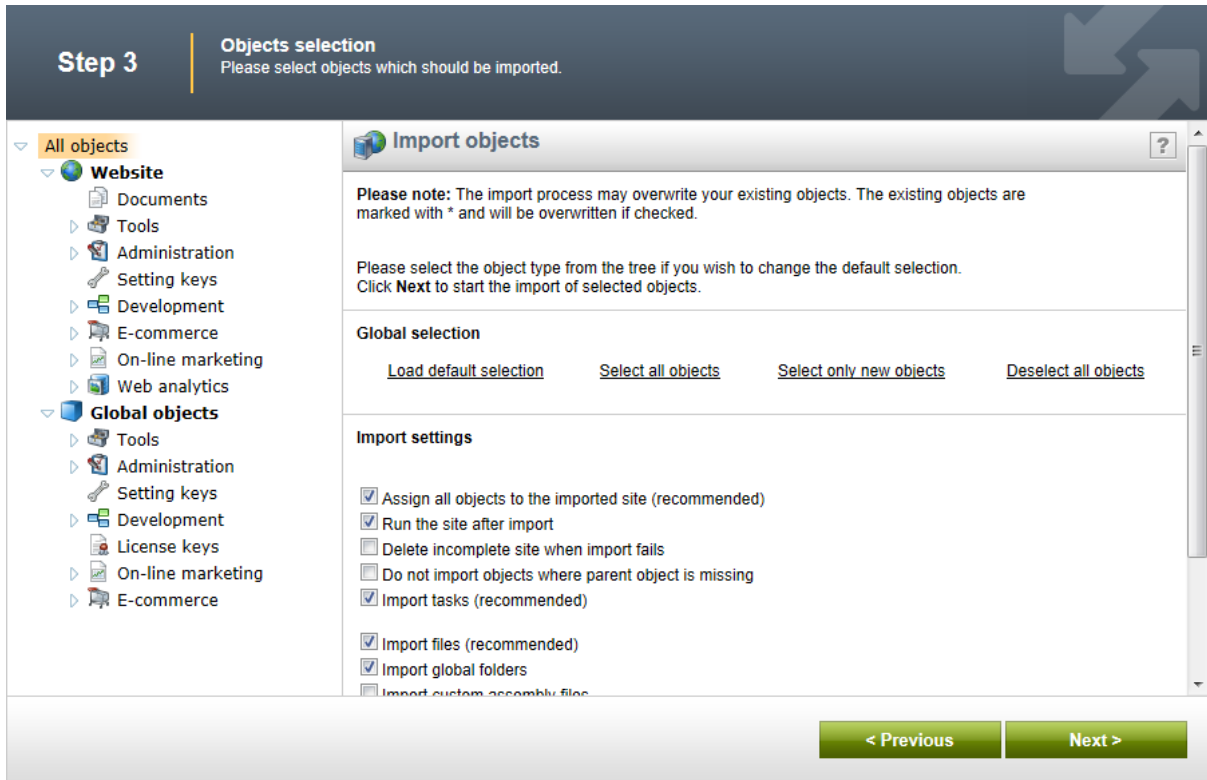 Step 3
Objects selection
Please select objects which should be imported.
All objects
Website
Documents
Tools
Administration
Setting keys
Development
E-commerce
On-line marketing
Web analytics
Global objects
Tools
Administration
Setting keys
Development
License keys
On-line marketing
E-commerce
Import objects
?
Please note: The import process may overwrite your existing objects. The existing objects are
marked with * and will be overwritten if checked.
Please select the object type from the tree if you wish to change the default selection.
Click Next to start the import of selected objects.
Global selection
Load default selection Select all objects Select only new objects Deselect all objects
Import settings
Assign all objects to the imported site (recommended)
Run the site after import
Delete incomplete site when import fails
Do not import objects where parent object is missing
Import tasks (recommended)
Import files (recommended)
Import global folders
Import custom assembly files
< Previous Next >